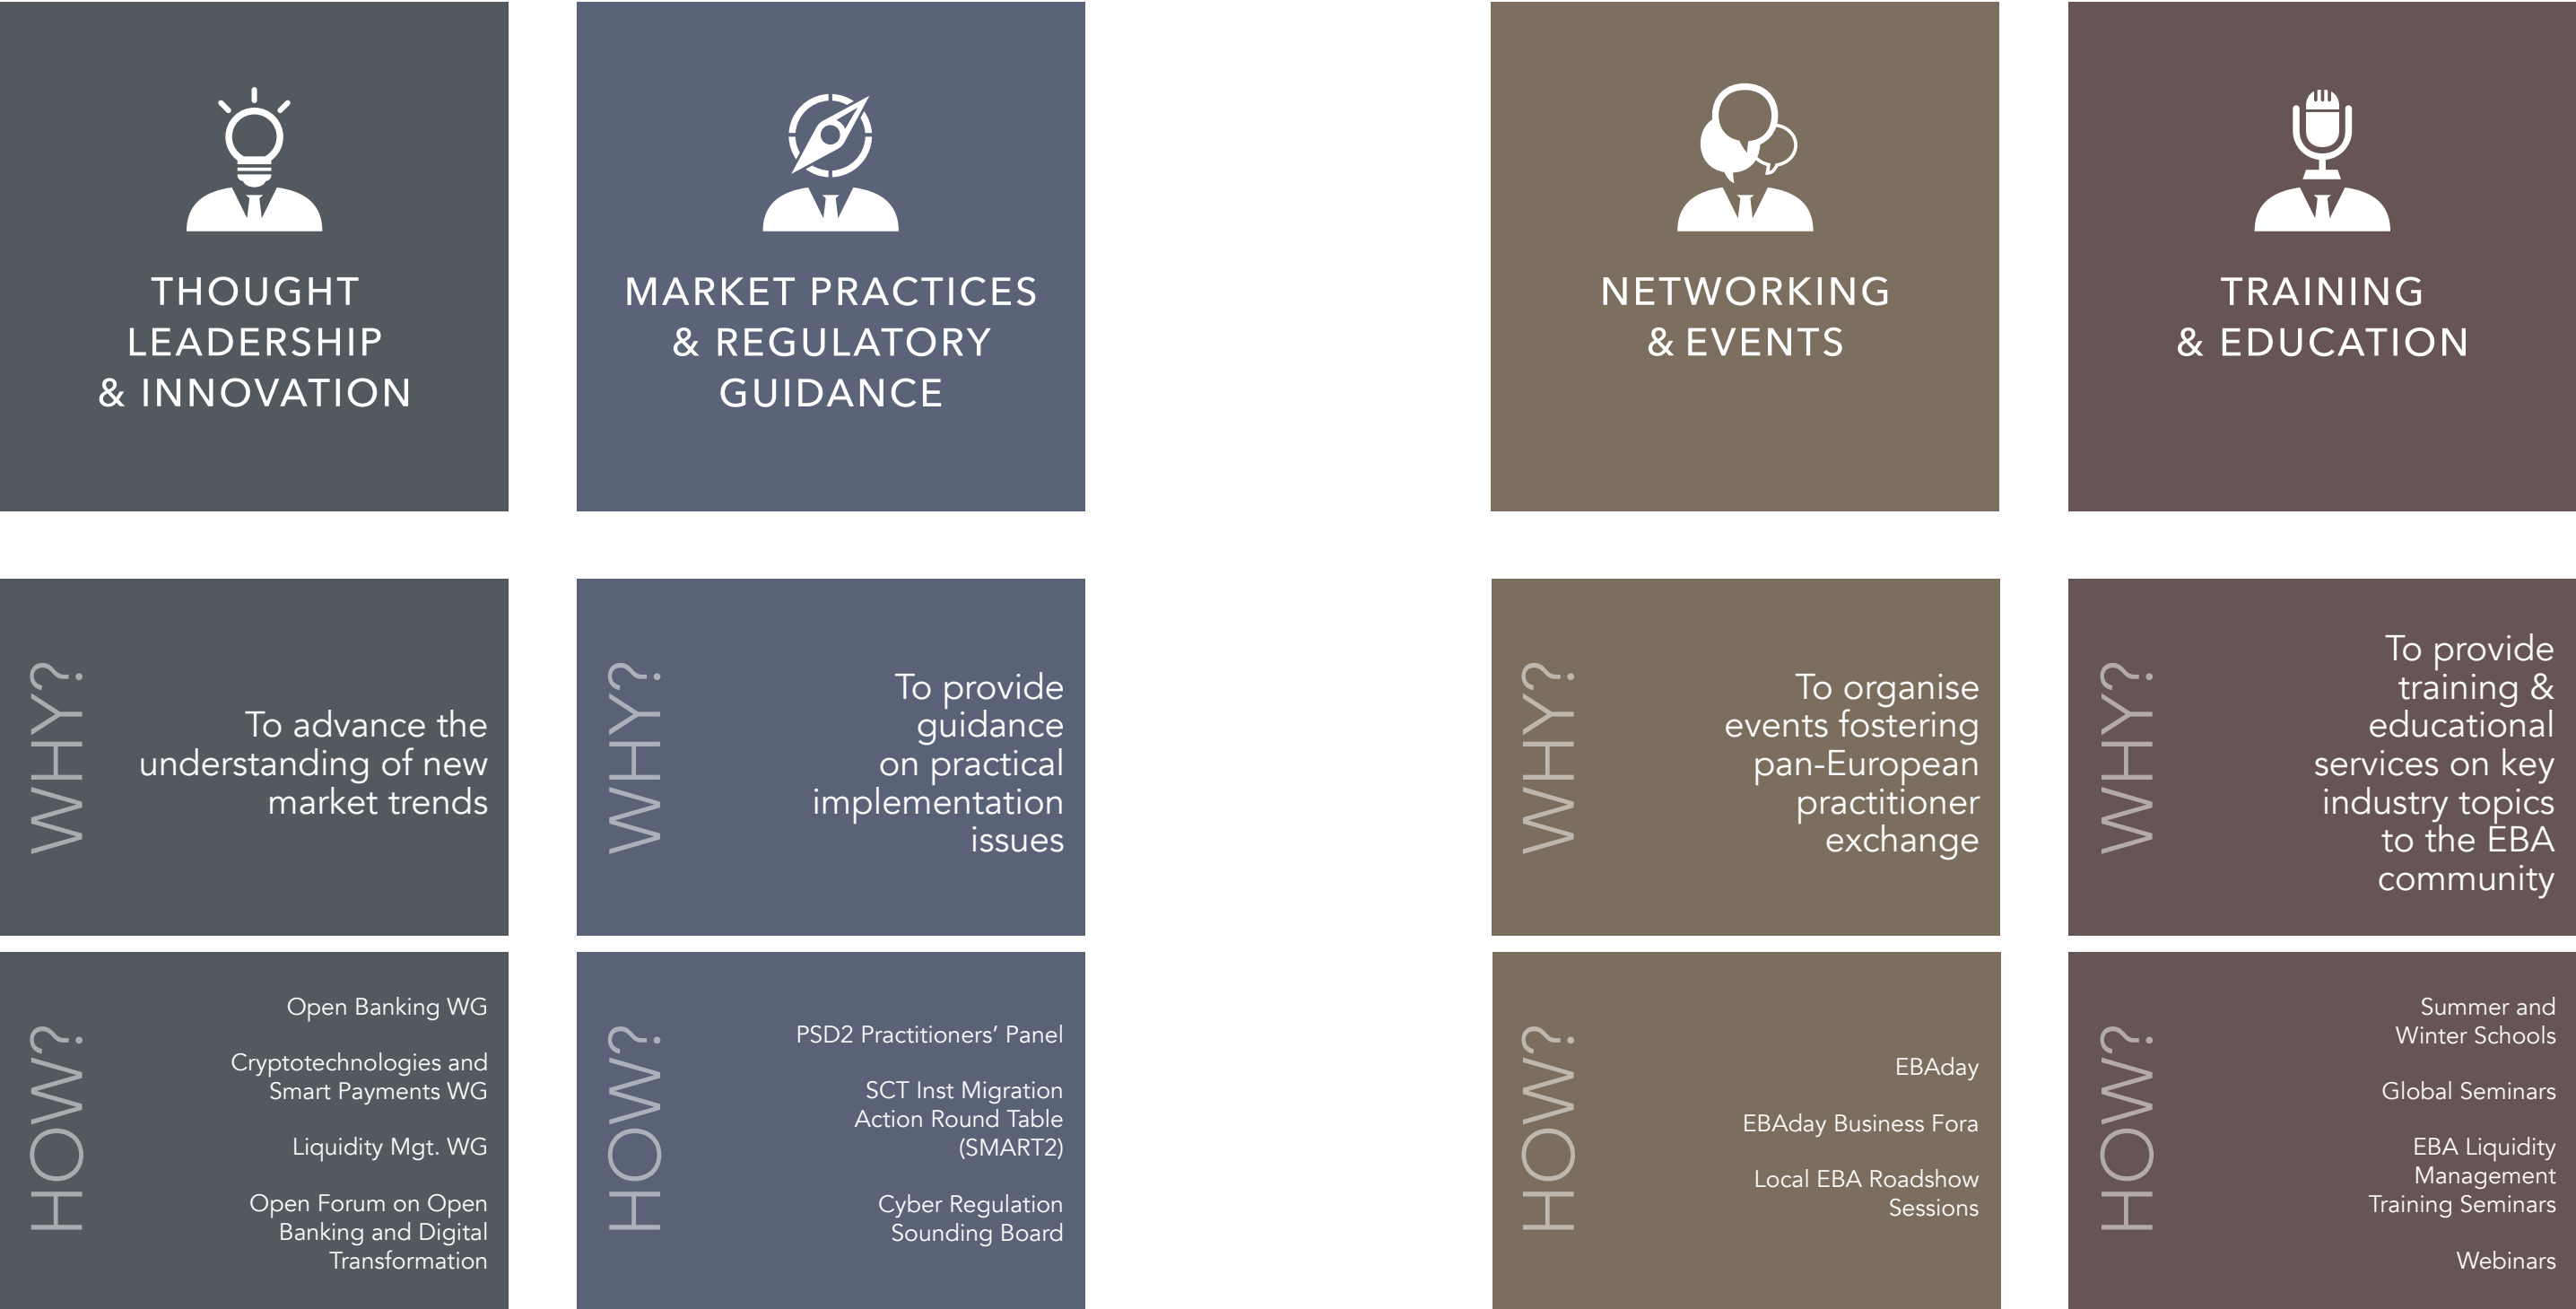 THOUGHT
LEADERSHIP
& INNOVATION
MARKET PRACTICES
& REGULATORY
GUIDANCE
NETWORKING
& EVENTS
TRAINING
& EDUCATION
WHY?
To advance the
understanding of new
market trends
WHY?
To provide
guidance
on practical
implementation
issues
WHY?
To organise
events fostering
pan-European
practitioner
exchange
WHY?
To provide
training &
educational
services on key
industry topics
to the EBA
community
HOW?
Open Banking WG
Cryptotechnologies and
Smart Payments WG
Liquidity Mgt. WG
Open Forum on Open
Banking and Digital
Transformation
HOW?
PSD2 Practitioners’ Panel
SCT Inst Migration
Action Round Table
(SMART2)
Cyber Regulation
Sounding Board
HOW?
EBAday
EBAday Business Fora
Local EBA Roadshow
Sessions
HOW?
Summer and
Winter Schools
Global Seminars
EBA Liquidity
Management
Training Seminars
Webinars